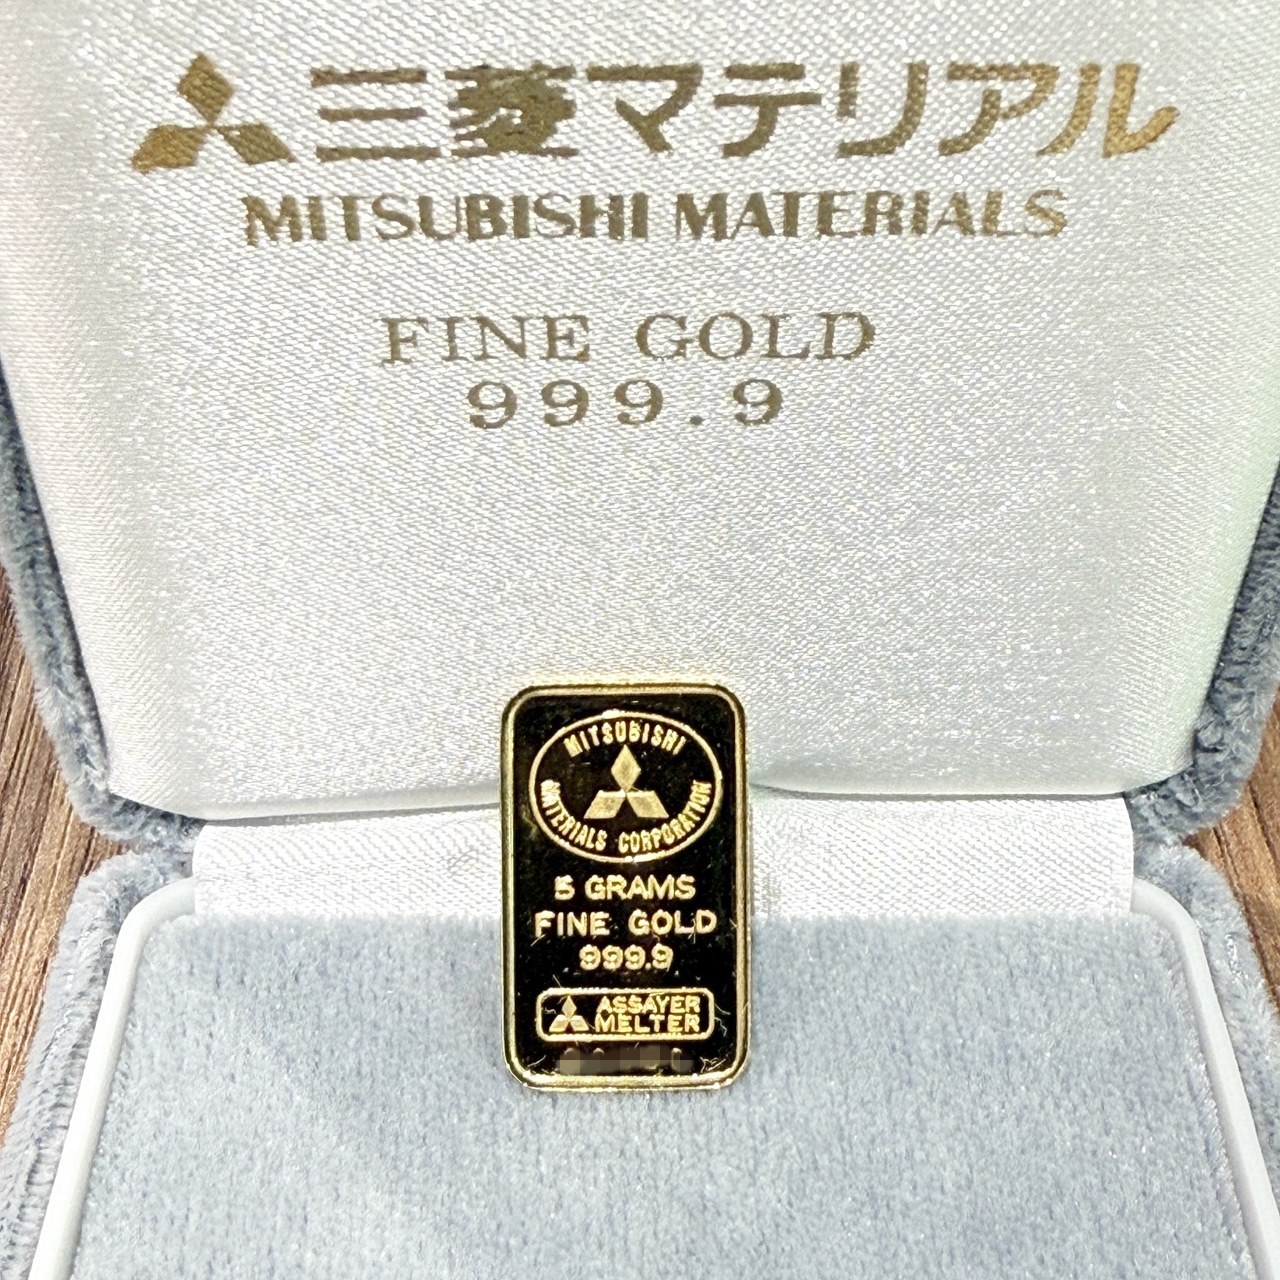 三菱マテリアル
MITSUBISHI MATERIALS
FINE GOLD
999.9
MITSUBISHI
MATERIALS CORPORATION
5 GRAMS
FINE GOLD
999.9
ASSAYER
MELTER